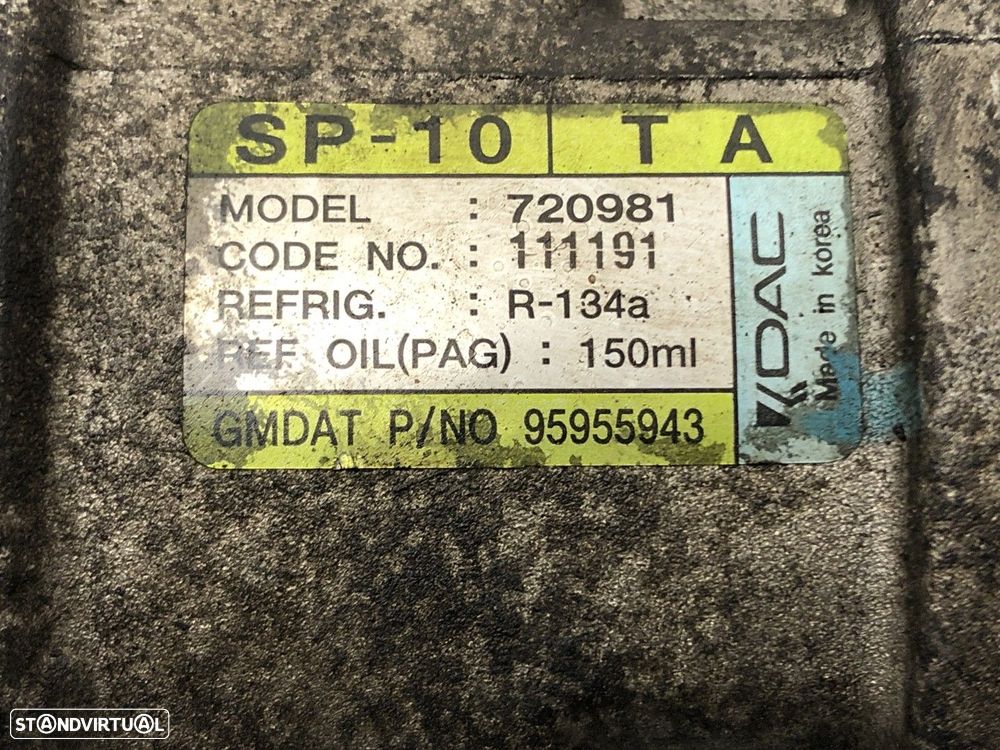 SP-10 T A
MODEL : 720981
CODE NO. : 111191
REFRIG. : R-134a
REF OIL(PAG) : 150ml
GMDAT P/NO 95955943
KDAC
Made in korea
STANDVIRTUAL